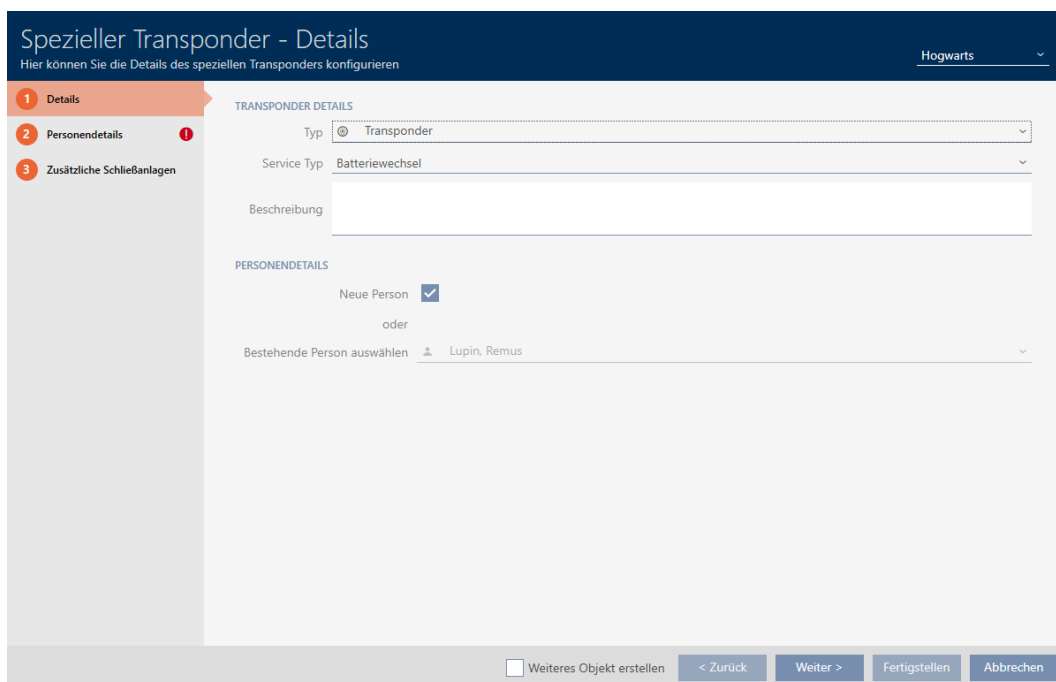 Spezieller Transponder - Details
Hier können Sie die Details des speziellen Transponders konfigurieren
Hogwarts
1 Details
2 Personendetails !
3 Zusätzliche Schließanlagen
TRANSPONDER DETAILS
Typ Transponder
Service Typ Batteriewechsel
Beschreibung
PERSONENDETAILS
Neue Person
oder
Bestehende Person auswählen Lupin, Remus
Weiteres Objekt erstellen < Zurück Weiter > Fertigstellen Abbrechen